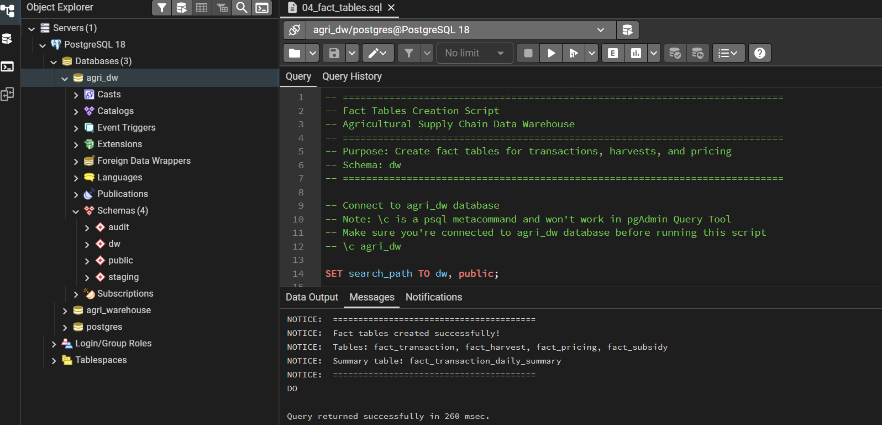 Object Explorer
Servers (1)
PostgreSQL 18
Databases (3)
agri_dw
Casts
Catalogs
Event Triggers
Extensions
Foreign Data Wrappers
Languages
Publications
Schemas (4)
audit
dw
public
staging
Subscriptions
agri_warehouse
postgres
Login/Group Roles
Tablespaces
04_fact_tables.sql
agri_dw/postgres@PostgreSQL 18
No limit
E
Query Query History
1 -- =====================================================================================
2 -- Fact Tables Creation Script
3 -- Agricultural Supply Chain Data Warehouse
4 -- =====================================================================================
5 -- Purpose: Create fact tables for transactions, harvests, and pricing
6 -- Schema: dw
7 -- =====================================================================================
8
9 -- Connect to agri_dw database
10 -- Note: \c is a psql metacommand and won't work in pgAdmin Query Tool
11 -- Make sure you're connected to agri_dw database before running this script
12 -- \c agri_dw
13
14 SET search_path TO dw, public;
Data Output Messages Notifications
NOTICE: ========================================
NOTICE: Fact tables created successfully!
NOTICE: Tables: fact_transaction, fact_harvest, fact_pricing, fact_subsidy
NOTICE: Summary table: fact_transaction_daily_summary
NOTICE: ========================================
DO
Query returned successfully in 260 msec.